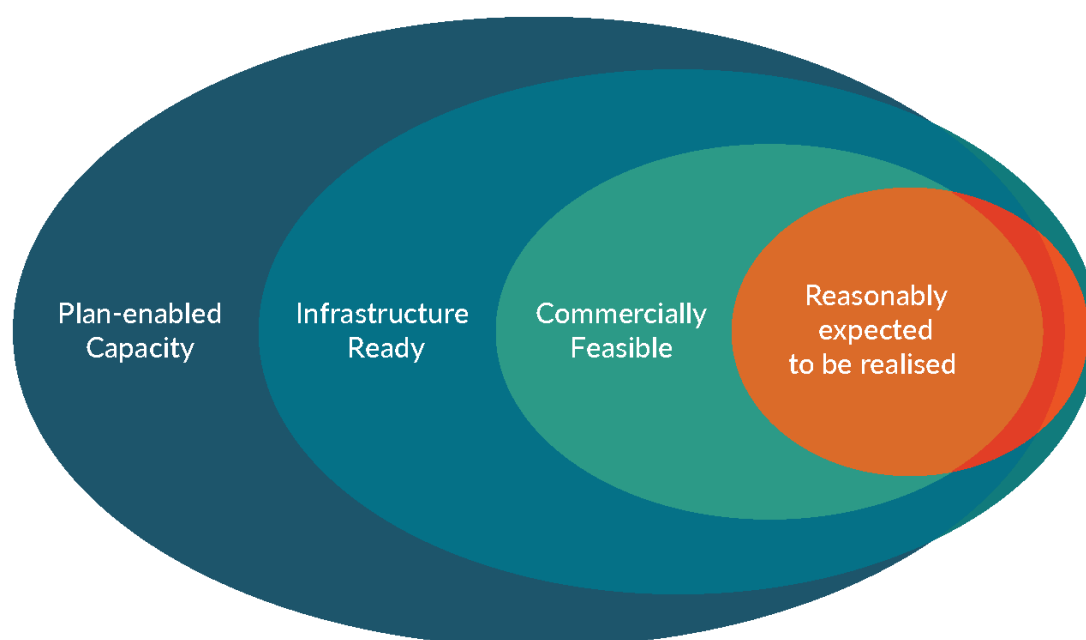 Plan-enabled
Capacity
Infrastructure
Ready
Commercially
Feasible
Reasonably
expected
to be realised